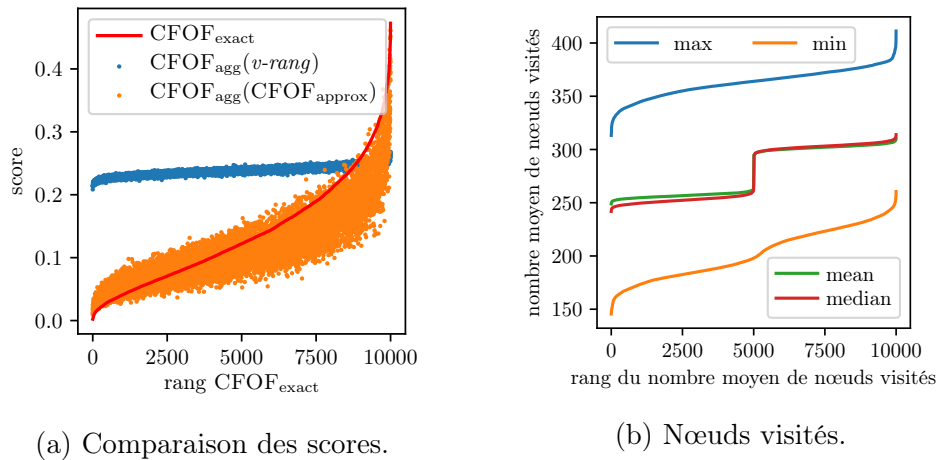 CFOF_exact
CFOF_agg(v-rang)
CFOF_agg(CFOF_approx)
0.4
0.3
0.2
0.1
0.0
score
0 2500 5000 7500 10000
rang CFOF_exact
(a) Comparaison des scores.
max min
400
350
300
250
200
150
nombre moyen de nœuds visités
mean
median
0 2500 5000 7500 10000
rang du nombre moyen de nœuds visités
(b) Nœuds visités.